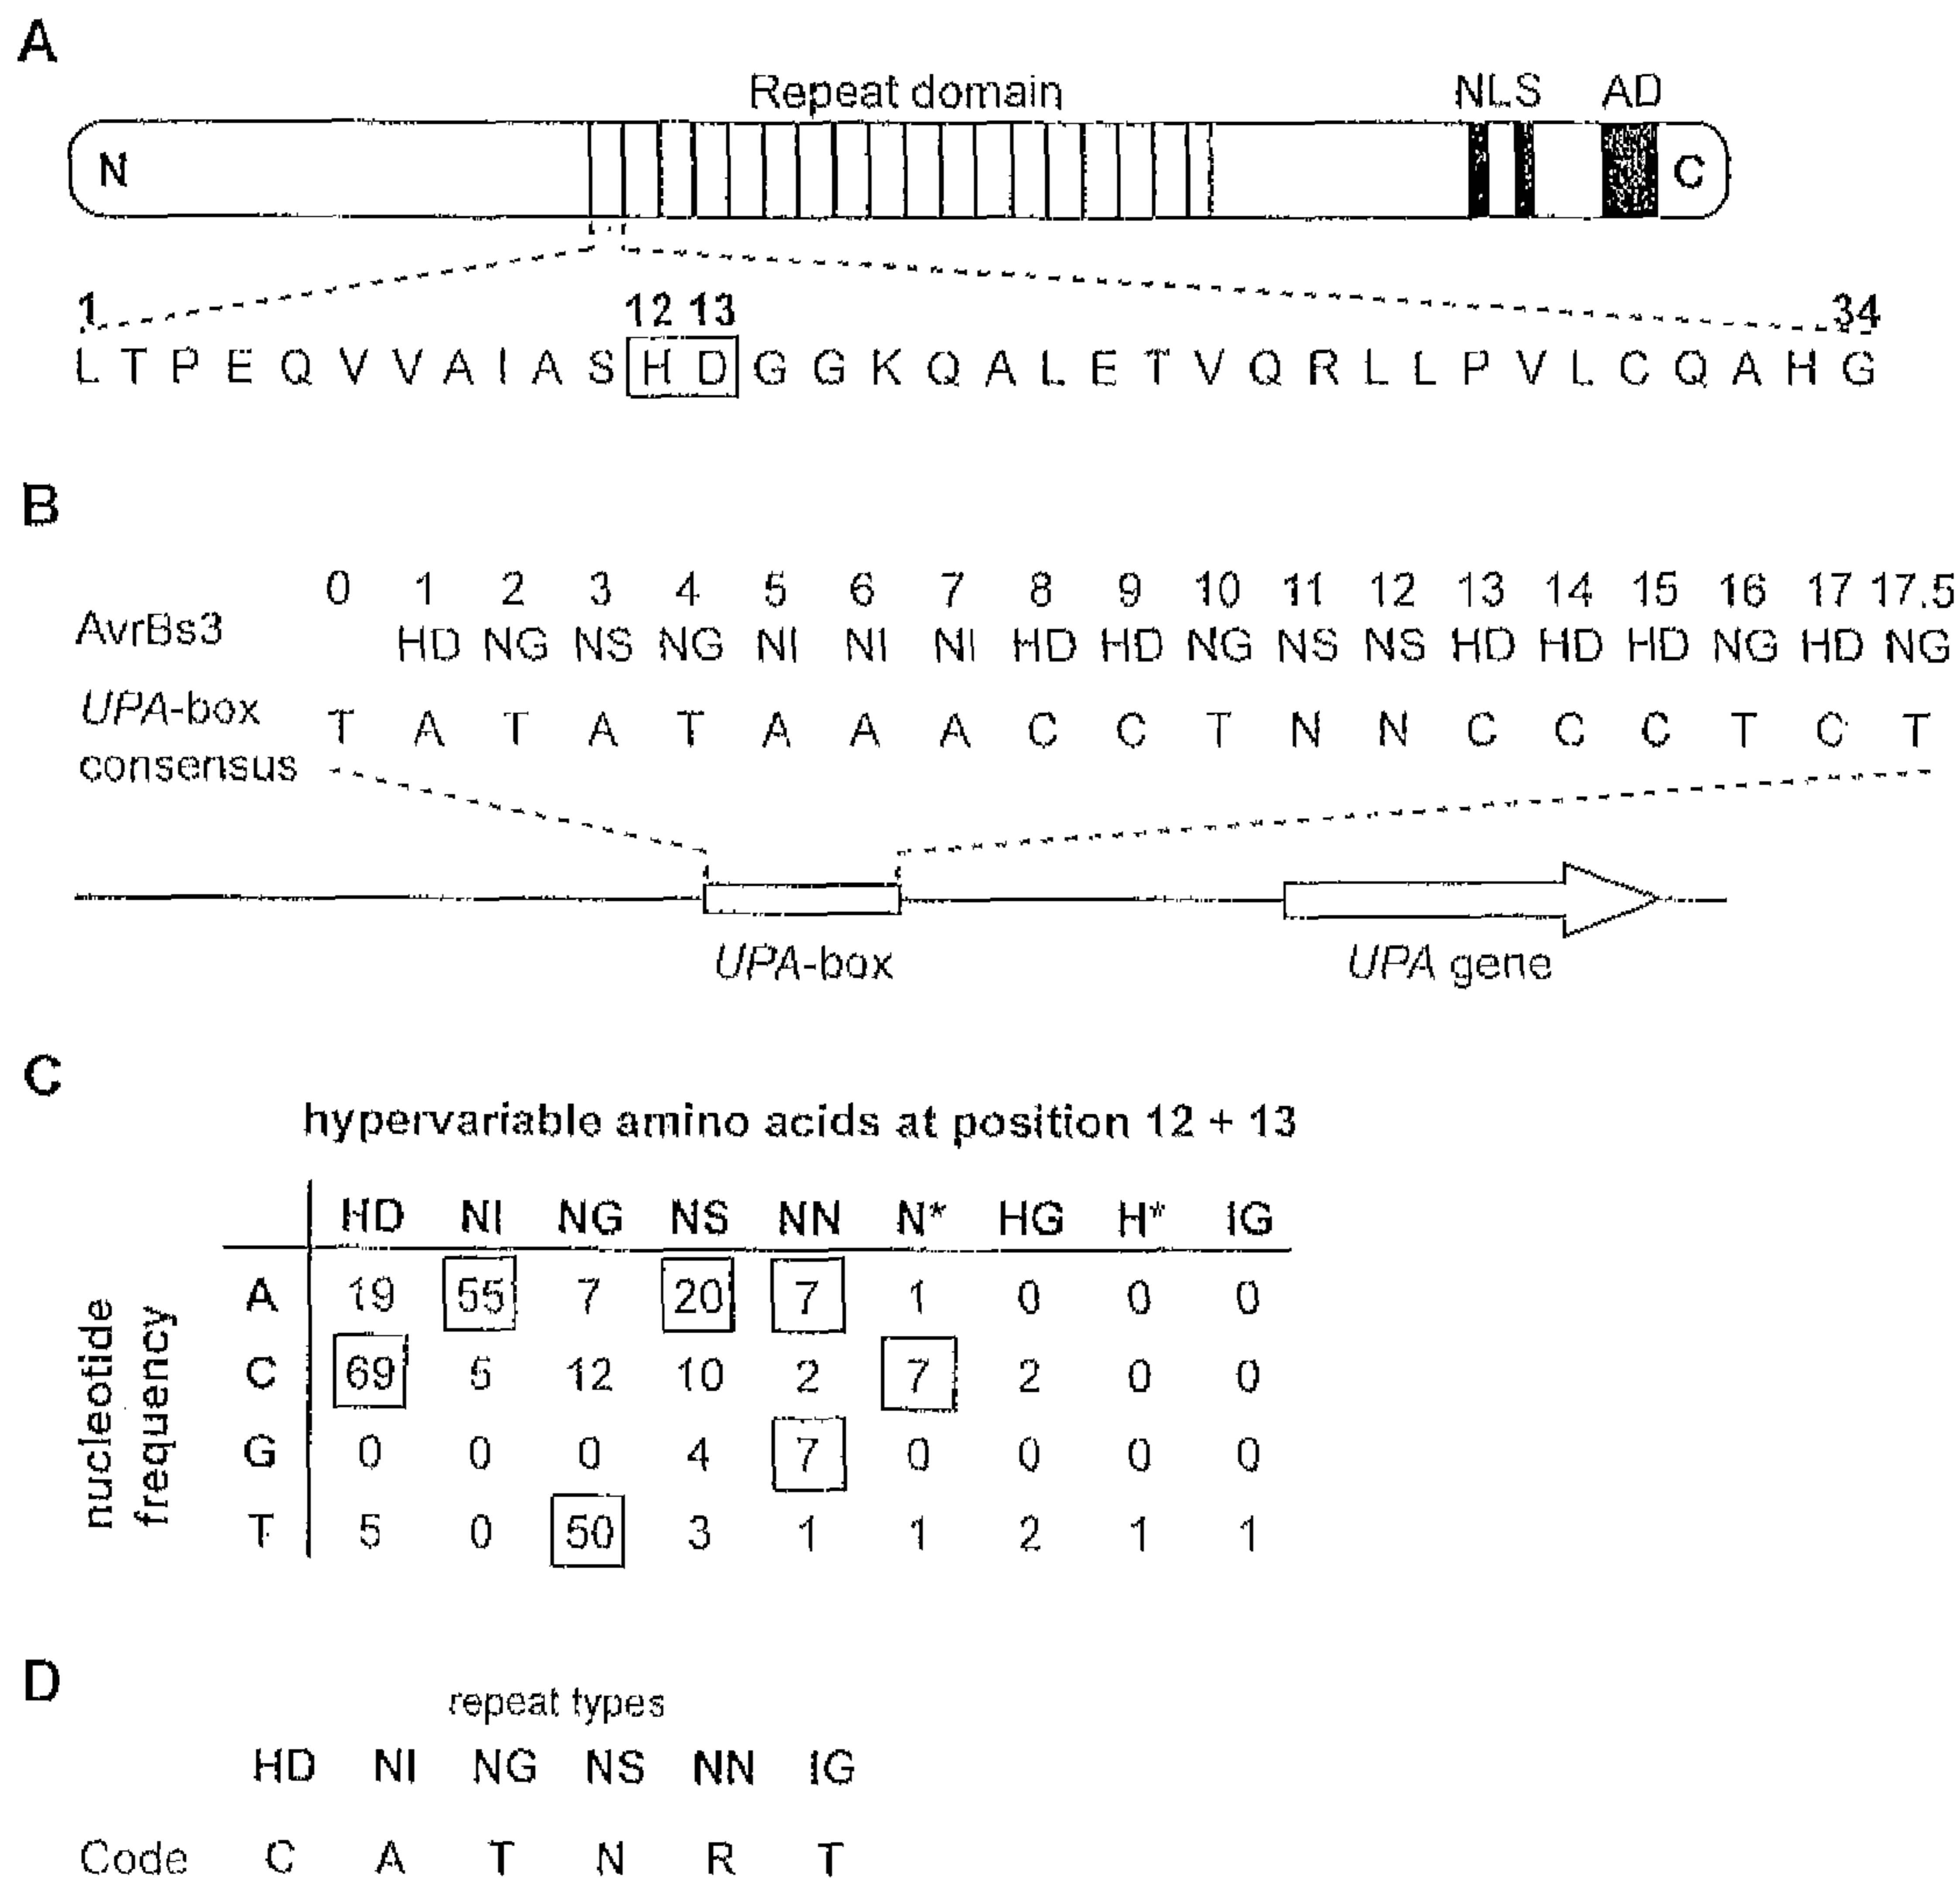 A
Repeat domain NLS AD
N C
1 12 13 34
L T P E Q V V A I A S H D G G K Q A L E T V Q R L L P V L C Q A H G
B
0 1 2 3 4 5 6 7 8 9 10 11 12 13 14 15 16 17 17.5
AvrBs3 HD NG NS NG NI NI NI HD HD NG NS NS HD HD HD NG HD NG
UPA-box
consensus T A T A T A A A C C T N N C C C T C T
UPA-box UPA gene
C
hypervariable amino acids at position 12 + 13
HD NI NG NS NN N* HG H* IG
nucleotide
frequency
A 19 55 7 20 7 1 0 0 0
C 69 5 12 10 2 7 2 0 0
G 0 0 0 4 7 0 0 0 0
T 5 0 50 3 1 1 2 1 1
D
repeat types
HD NI NG NS NN IG
Code C A T N R T